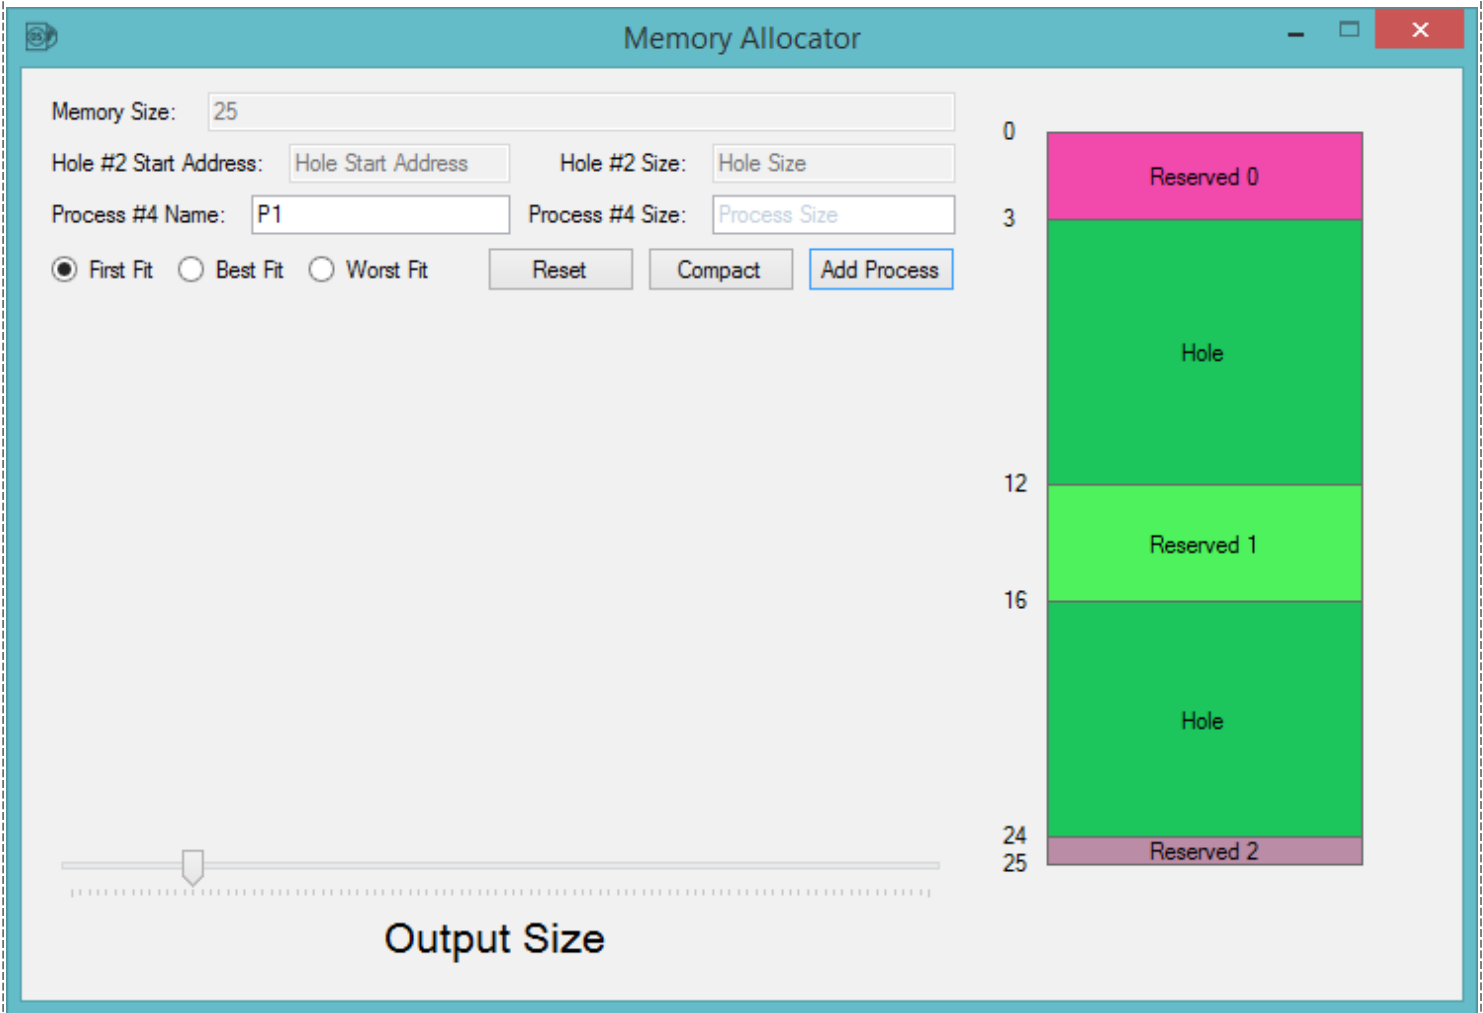 Memory Allocator
Memory Size: 25
Hole #2 Start Address: Hole Start Address Hole #2 Size: Hole Size
Process #4 Name: P1 Process #4 Size: Process Size
First Fit Best Fit Worst Fit Reset Compact Add Process
0
Reserved 0
3
Hole
12
Reserved 1
16
Hole
24
Reserved 2
25
Output Size